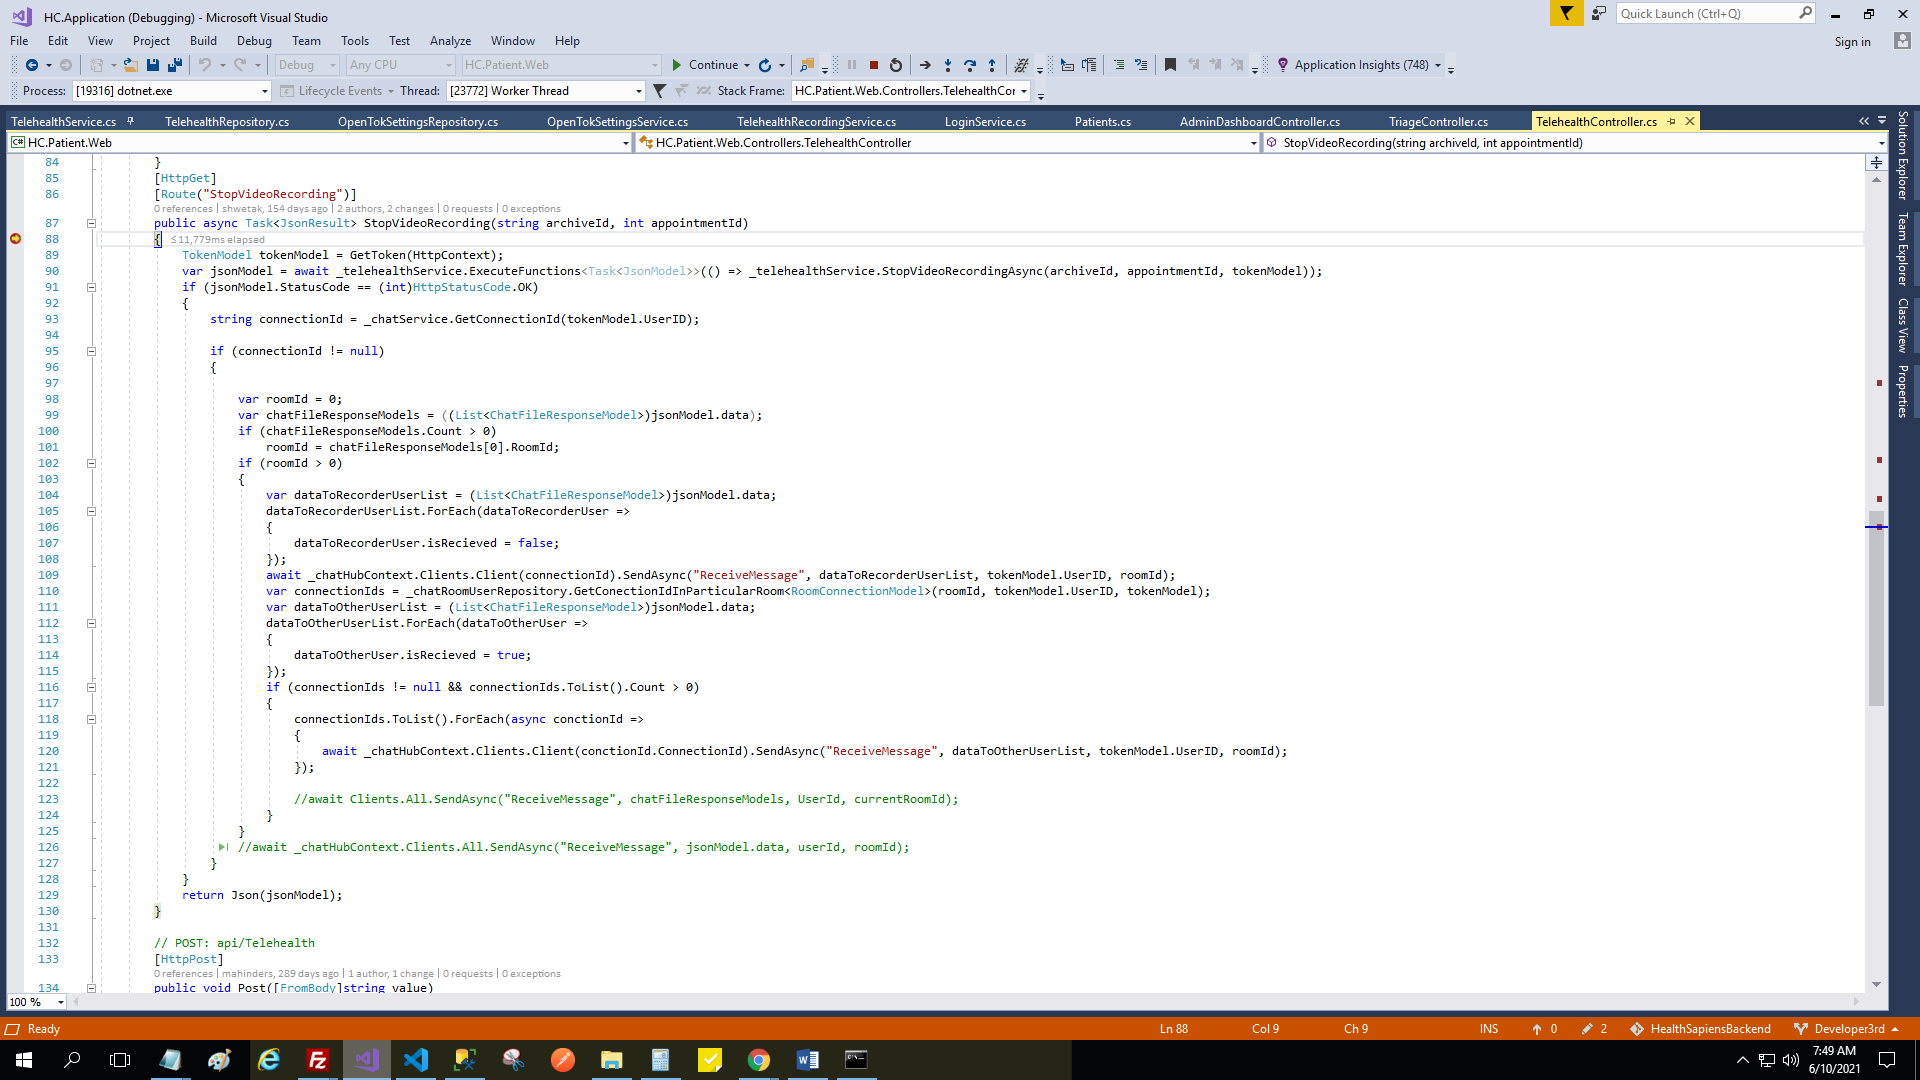 HC.Application (Debugging) - Microsoft Visual Studio
Quick Launch (Ctrl+Q)
File Edit View Project Build Debug Team Tools Test Analyze Window Help
Sign in
Debug Any CPU HC.Patient.Web Continue Application Insights (748)
Process: [19316] dotnet.exe Lifecycle Events Thread: [23772] Worker Thread Stack Frame: HC.Patient.Web.Controllers.TelehealthCor
TelehealthService.cs TelehealthRepository.cs OpenTokSettingsRepository.cs OpenTokSettingsService.cs TelehealthRecordingService.cs LoginService.cs Patients.cs AdminDashboardController.cs TriageController.cs TelehealthController.cs
HC.Patient.Web HC.Patient.Web.Controllers.TelehealthController StopVideoRecording(string archiveId, int appointmentId)
84 }
85 [HttpGet]
86 [Route("StopVideoRecording")]
0 references | shwetak, 154 days ago | 2 authors, 2 changes | 0 requests | 0 exceptions
87 public async Task<JsonResult> StopVideoRecording(string archiveId, int appointmentId)
88 { ≤11,779ms elapsed
89 TokenModel tokenModel = GetToken(HttpContext);
90 var jsonModel = await _telehealthService.ExecuteFunctions<Task<JsonModel>>(() => _telehealthService.StopVideoRecordingAsync(archiveId, appointmentId, tokenModel));
91 if (jsonModel.StatusCode == (int)HttpStatusCode.OK)
92 {
93 string connectionId = _chatService.GetConnectionId(tokenModel.UserID);
94
95 if (connectionId != null)
96 {
97
98 var roomId = 0;
99 var chatFileResponseModels = ((List<ChatFileResponseModel>)jsonModel.data);
100 if (chatFileResponseModels.Count > 0)
101 roomId = chatFileResponseModels[0].RoomId;
102 if (roomId > 0)
103 {
104 var dataToRecorderUserList = (List<ChatFileResponseModel>)jsonModel.data;
105 dataToRecorderUserList.ForEach(dataToRecorderUser =>
106 {
107 dataToRecorderUser.isRecieved = false;
108 });
109 await _chatHubContext.Clients.Client(connectionId).SendAsync("ReceiveMessage", dataToRecorderUserList, tokenModel.UserID, roomId);
110 var connectionIds = _chatRoomUserRepository.GetConectionIdInParticularRoom<RoomConnectionModel>(roomId, tokenModel.UserID, tokenModel);
111 var dataToOtherUserList = (List<ChatFileResponseModel>)jsonModel.data;
112 dataToOtherUserList.ForEach(dataToOtherUser =>
113 {
114 dataToOtherUser.isRecieved = true;
115 });
116 if (connectionIds != null && connectionIds.ToList().Count > 0)
117 {
118 connectionIds.ToList().ForEach(async conctionId =>
119 {
120 await _chatHubContext.Clients.Client(conctionId.ConnectionId).SendAsync("ReceiveMessage", dataToOtherUserList, tokenModel.UserID, roomId);
121 });
122
123 //await Clients.All.SendAsync("ReceiveMessage", chatFileResponseModels, UserId, currentRoomId);
124 }
125 }
126 //await _chatHubContext.Clients.All.SendAsync("ReceiveMessage", jsonModel.data, userId, roomId);
127 }
128 }
129 return Json(jsonModel);
130 }
131
132 // POST: api/Telehealth
133 [HttpPost]
0 references | mahinders, 289 days ago | 1 author, 1 change | 0 requests | 0 exceptions
134 public void Post([FromBody]string value)
Solution Explorer
Team Explorer
Class View
Properties
100 %
Ready Ln 88 Col 9 Ch 9 INS 0 2 HealthSapiensBackend Developer3rd
7:49 AM
6/10/2021